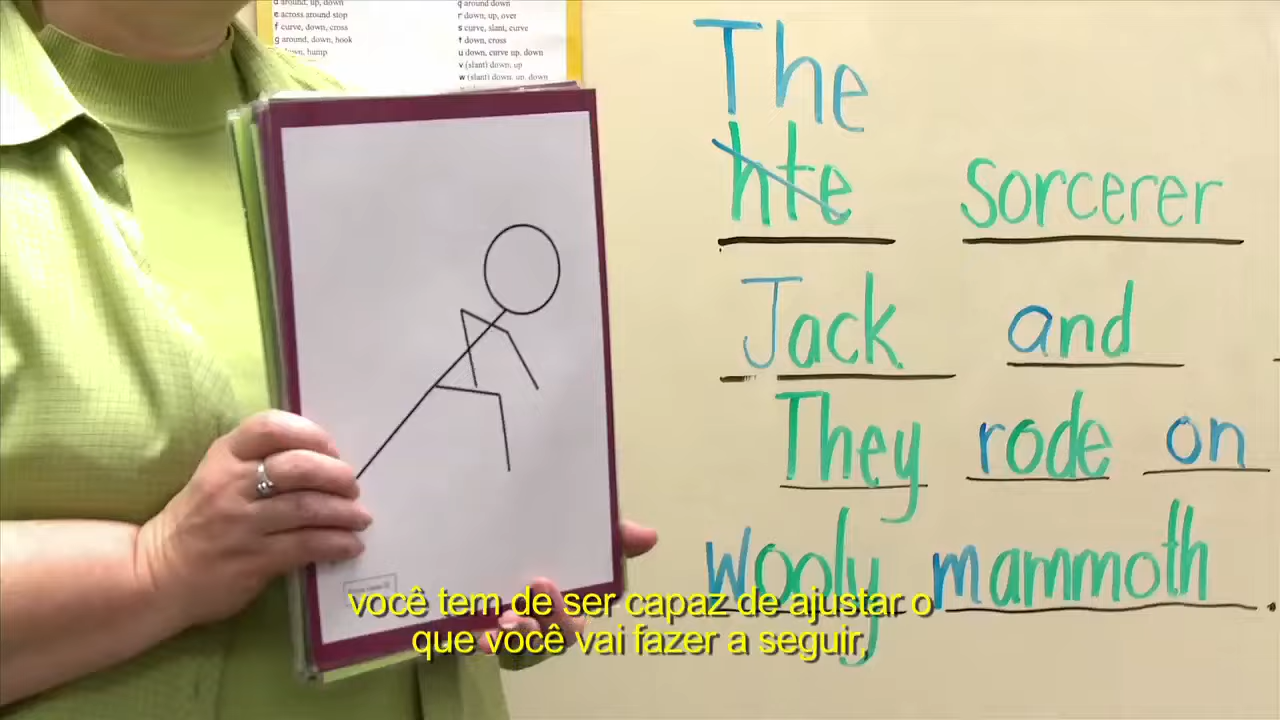 e across around stop
f curve, down, cross
g around, down, hook
q around down
r down, up, over
s curve, slant, curve
t down, cross
u down, curve up, down
v (slant) down, up
w (slant) down, up, down
The
hte sorcerer
Jack and
They rode on
wooly mammoth.
você tem de ser capaz de ajustar o
que você vai fazer a seguir,